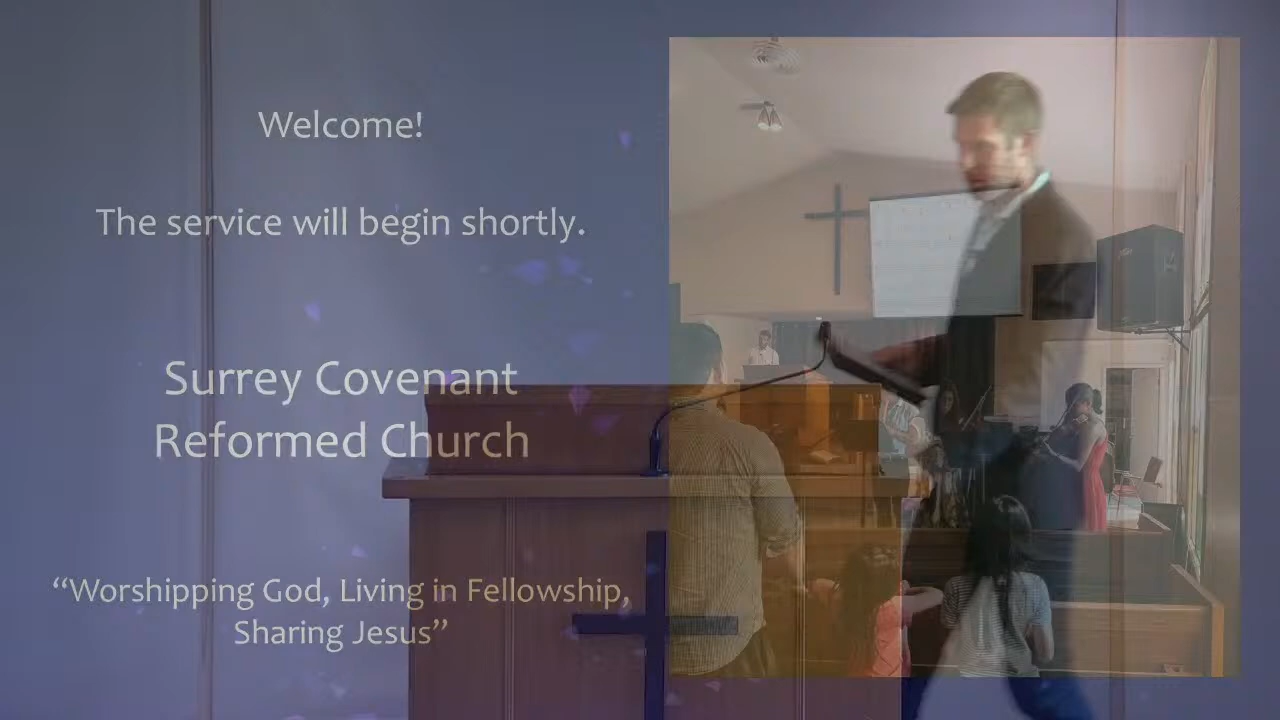 Welcome!
The service will begin shortly.
Surrey Covenant
Reformed Church
“Worshipping God, Living in Fellowship,
Sharing Jesus”